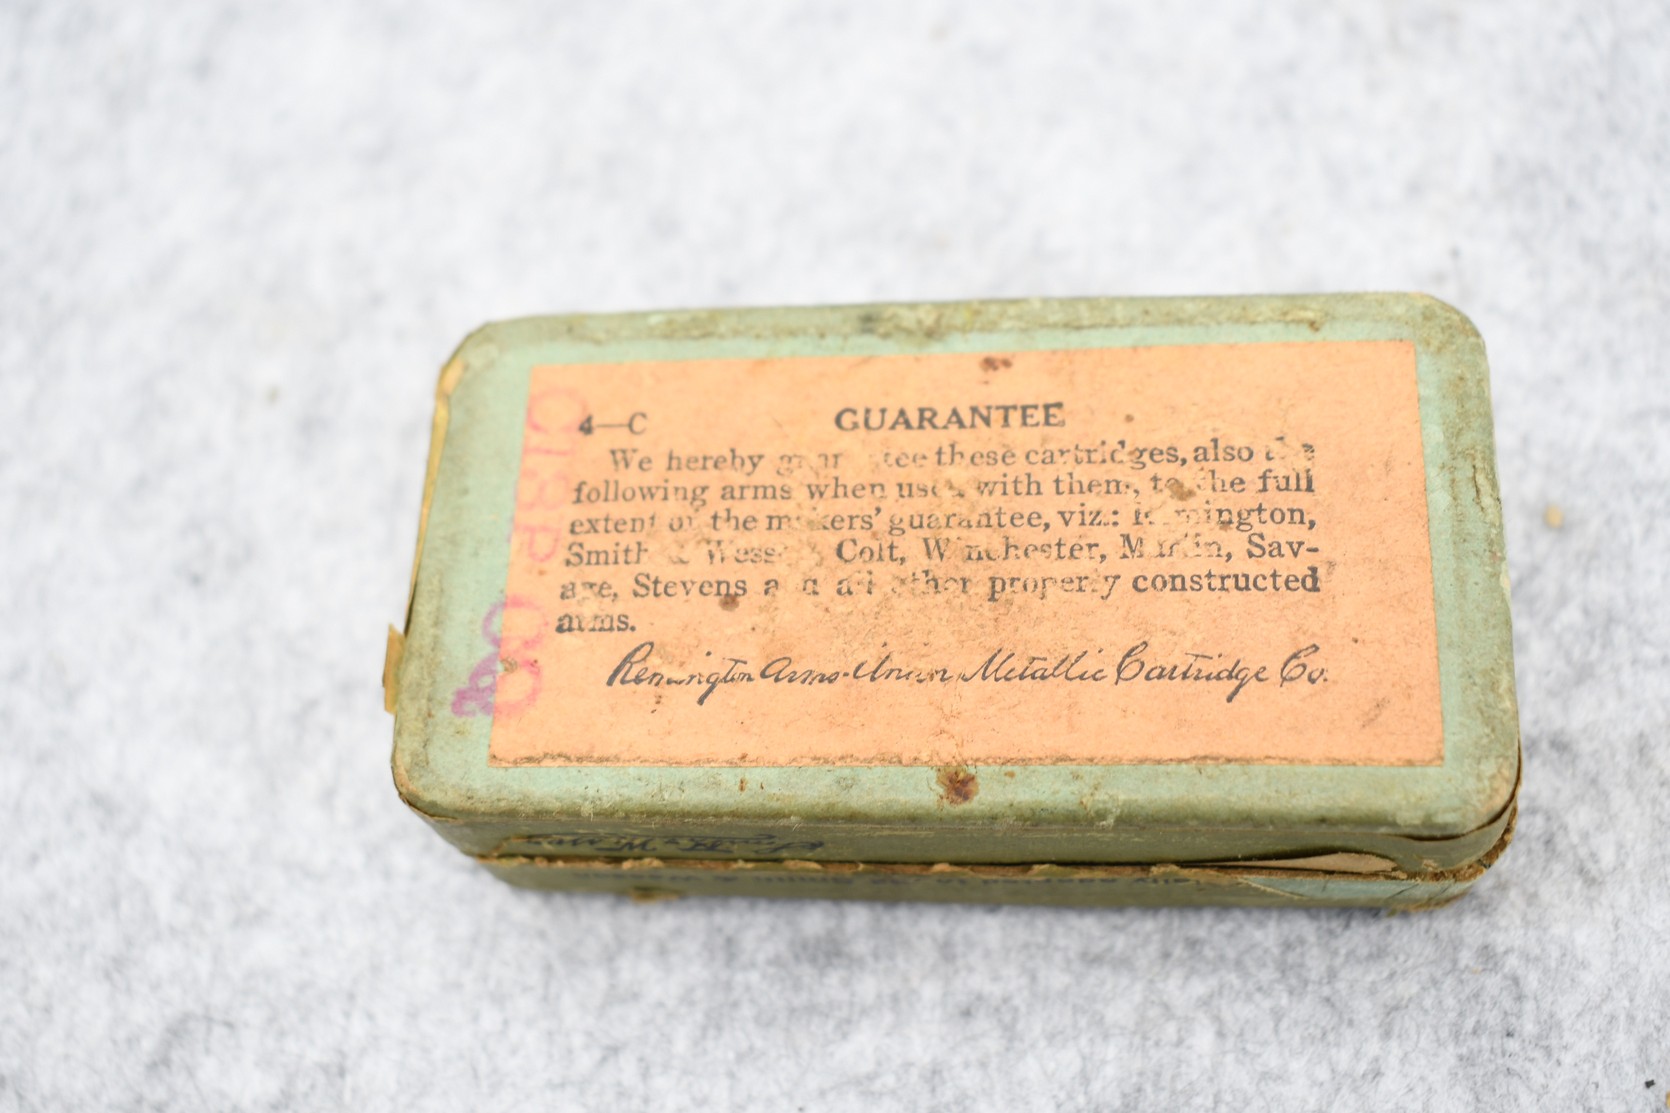 4—C GUARANTEE
We hereby guarantee these cartridges, also the
following arms when used with them, to the full
extent of the makers' guarantee, viz.: Remington,
Smith & Wesson, Colt, Winchester, Marlin, Sav-
age, Stevens and all other properly constructed
arms.
Remington Arms-Union Metallic Cartridge Co.